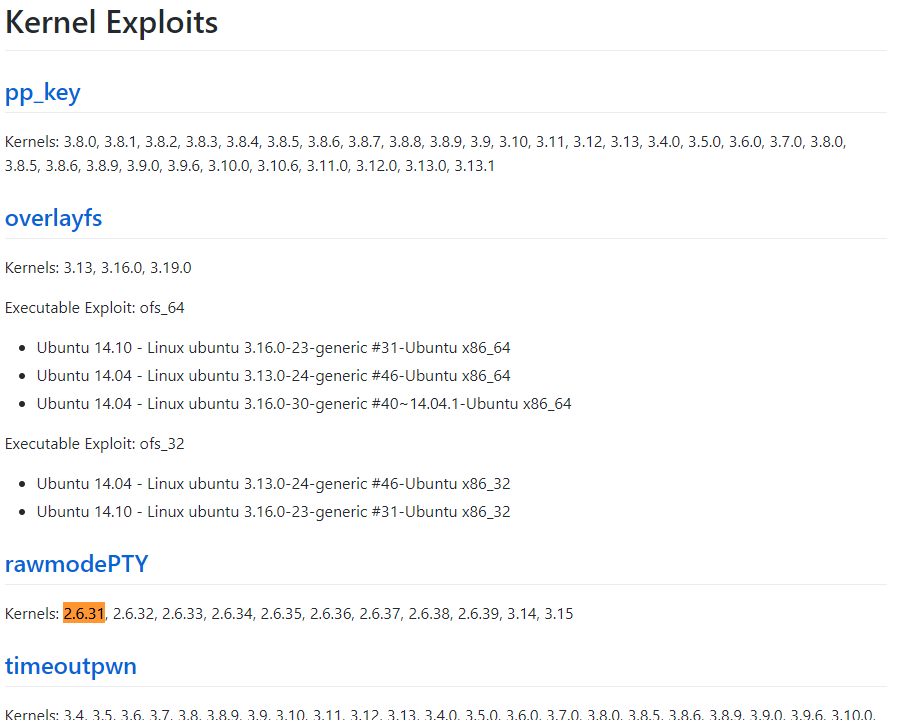 Kernel Exploits
pp_key
Kernels: 3.8.0, 3.8.1, 3.8.2, 3.8.3, 3.8.4, 3.8.5, 3.8.6, 3.8.7, 3.8.8, 3.8.9, 3.9, 3.10, 3.11, 3.12, 3.13, 3.4.0, 3.5.0, 3.6.0, 3.7.0, 3.8.0,
3.8.5, 3.8.6, 3.8.9, 3.9.0, 3.9.6, 3.10.0, 3.10.6, 3.11.0, 3.12.0, 3.13.0, 3.13.1
overlayfs
Kernels: 3.13, 3.16.0, 3.19.0
Executable Exploit: ofs_64
• Ubuntu 14.10 - Linux ubuntu 3.16.0-23-generic #31-Ubuntu x86_64
• Ubuntu 14.04 - Linux ubuntu 3.13.0-24-generic #46-Ubuntu x86_64
• Ubuntu 14.04 - Linux ubuntu 3.16.0-30-generic #40~14.04.1-Ubuntu x86_64
Executable Exploit: ofs_32
• Ubuntu 14.04 - Linux ubuntu 3.13.0-24-generic #46-Ubuntu x86_32
• Ubuntu 14.10 - Linux ubuntu 3.16.0-23-generic #31-Ubuntu x86_32
rawmodePTY
Kernels: 2.6.31, 2.6.32, 2.6.33, 2.6.34, 2.6.35, 2.6.36, 2.6.37, 2.6.38, 2.6.39, 3.14, 3.15
timeoutpwn
Kernels: 3.4, 3.5, 3.6, 3.7, 3.8, 3.8.9, 3.9, 3.10, 3.11, 3.12, 3.13, 3.4.0, 3.5.0, 3.6.0, 3.7.0, 3.8.0, 3.8.5, 3.8.6, 3.8.9, 3.9.0, 3.9.6, 3.10.0,